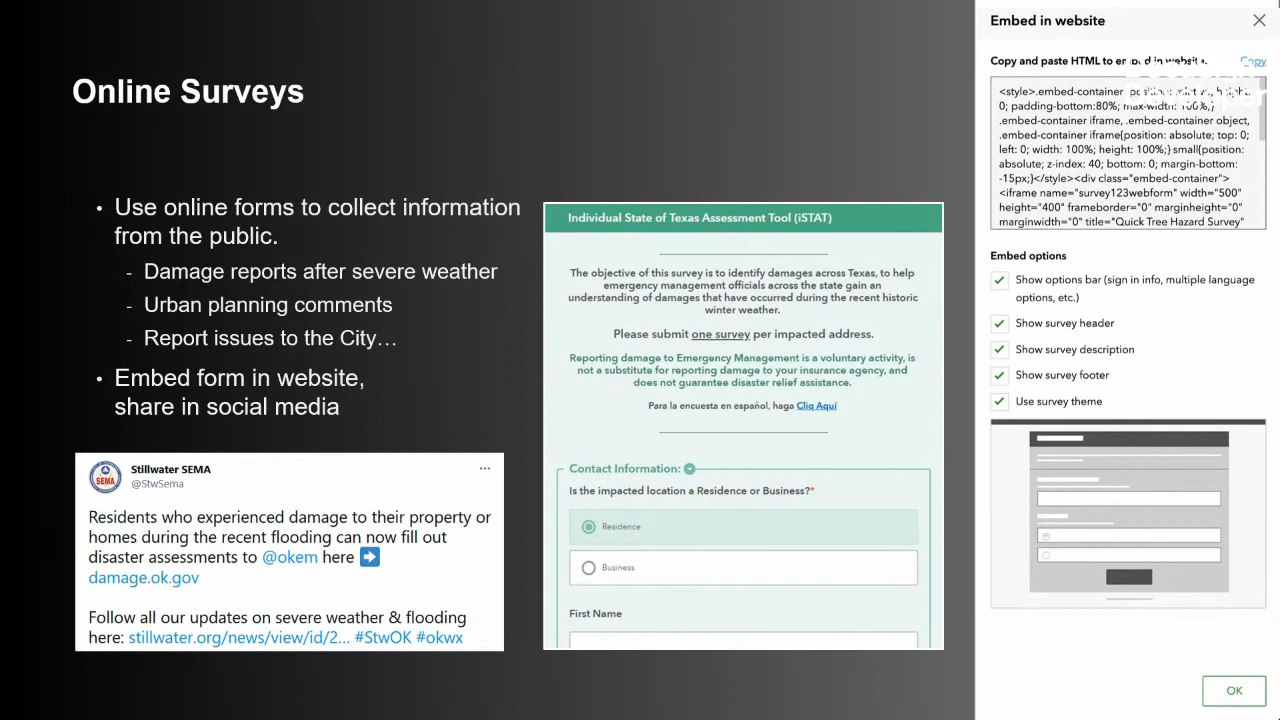 Online Surveys
• Use online forms to collect information
from the public.
- Damage reports after severe weather
- Urban planning comments
- Report issues to the City…
• Embed form in website,
share in social media
Stillwater SEMA
@StwSema
Residents who experienced damage to their property or
homes during the recent flooding can now fill out
disaster assessments to @okem here ➡
damage.ok.gov
Follow all our updates on severe weather & flooding
here: stillwater.org/news/view/id/2... #StwOK #okwx
SEMA
Individual State of Texas Assessment Tool (iSTAT)
The objective of this survey is to identify damages across Texas, to help
emergency management officials across the state gain an
understanding of damages that have occurred during the recent historic
winter weather.
Please submit one survey per impacted address.
Reporting damage to Emergency Management is a voluntary activity, is
not a substitute for reporting damage to your insurance agency, and
does not guarantee disaster relief assistance.
Para la encuesta en español, haga Cliq Aquí
Contact Information:
Is the impacted location a Residence or Business?*
Residence
Business
First Name
Embed in website
Copy and paste HTML to embed in website.
Copy
<style>.embed-container
0; padding-bottom:80%; max-width: 100%;}
.embed-container iframe, .embed-container object,
.embed-container iframe{position: absolute; top: 0;
left: 0; width: 100%; height: 100%;} small{position:
absolute; z-index: 40; bottom: 0; margin-bottom:
-15px;}</style><div class="embed-container">
<iframe name="survey123webform" width="500"
height="400" frameborder="0" marginheight="0"
marginwidth="0" title="Quick Tree Hazard Survey"
Embed options
Show options bar (sign in info, multiple language
options, etc.)
Show survey header
Show survey description
Show survey footer
Use survey theme
OK